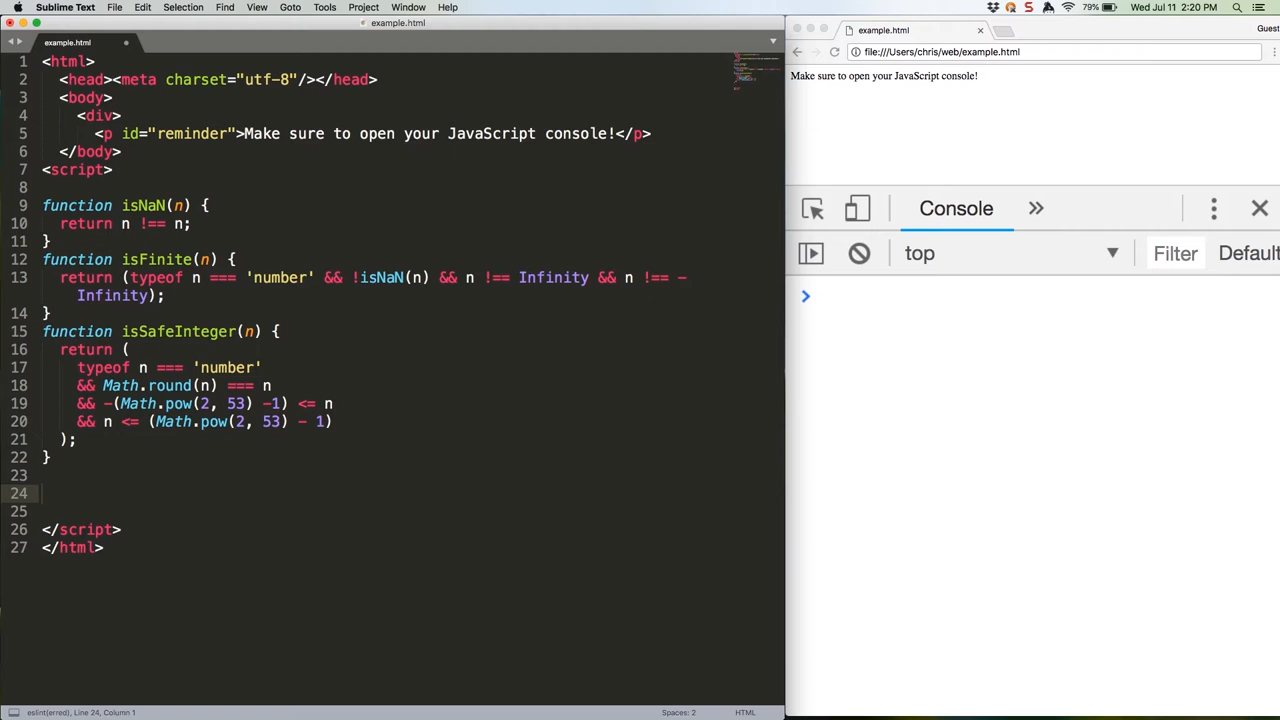 Sublime Text File Edit Selection Find View Goto Tools Project Window Help
79% Wed Jul 11 2:20 PM
example.html
example.html
1 <html>
2 <head><meta charset="utf-8"/></head>
3 <body>
4 <div>
5 <p id="reminder">Make sure to open your JavaScript console!</p>
6 </body>
7 <script>
8
9 function isNaN(n) {
10 return n !== n;
11 }
12 function isFinite(n) {
13 return (typeof n === 'number' && !isNaN(n) && n !== Infinity && n !== -
Infinity);
14 }
15 function isSafeInteger(n) {
16 return (
17 typeof n === 'number'
18 && Math.round(n) === n
19 && -(Math.pow(2, 53) -1) <= n
20 && n <= (Math.pow(2, 53) - 1)
21 );
22 }
23
24
25
26 </script>
27 </html>
eslint(erred), Line 24, Column 1
Spaces: 2
HTML
example.html
Guest
file:///Users/chris/web/example.html
Make sure to open your JavaScript console!
Console
top
Filter
Default